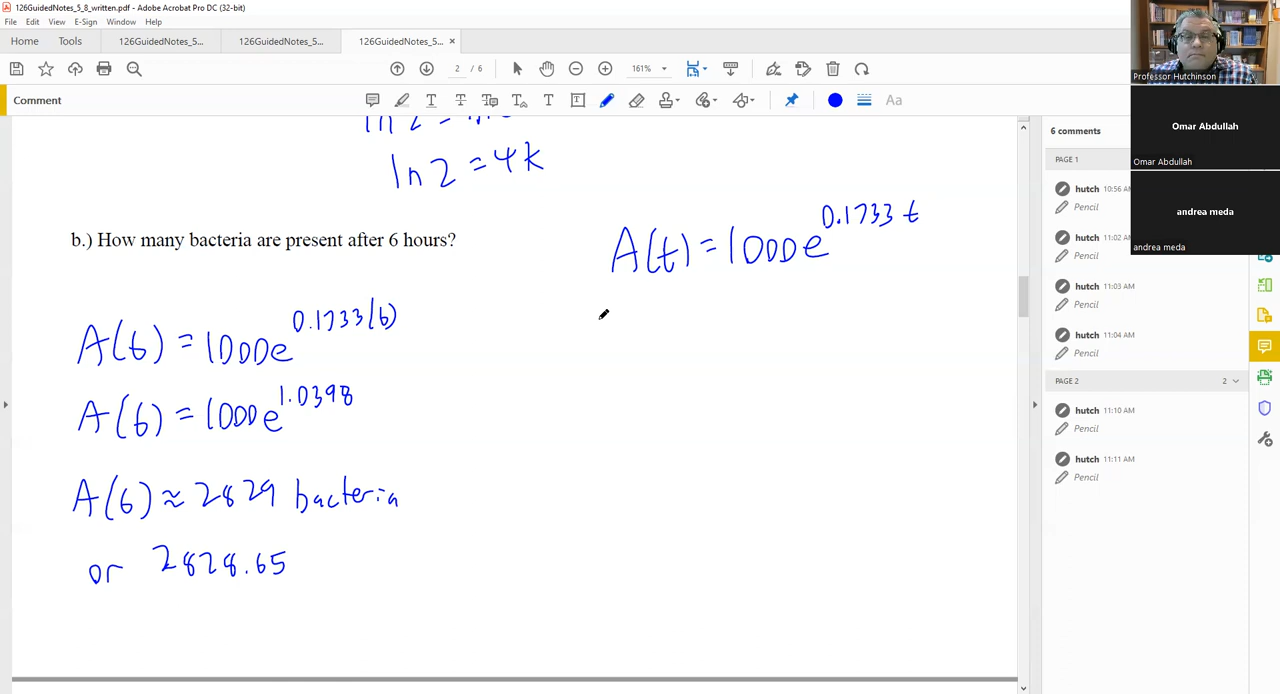 126GuidedNotes_5_8_written.pdf - Adobe Acrobat Pro DC (32-bit)
File Edit View E-Sign Window Help
Home Tools 126GuidedNotes_5... 126GuidedNotes_5... 126GuidedNotes_5... ×
2 / 6 161%
Comment
Aa
ln 2 =
ln 2 = 4k
b.) How many bacteria are present after 6 hours?
A(t) = 1000e^0.1733t
A(6) = 1000e^0.1733(6)
A(6) = 1000e^1.0398
A(6) ≈ 2829 bacteria
or 2828.65
6 comments
PAGE 1
hutch 10:56 AM
Pencil
hutch 11:02 AM
Pencil
hutch 11:03 AM
Pencil
hutch 11:04 AM
Pencil
PAGE 2 2
hutch 11:10 AM
Pencil
hutch 11:11 AM
Pencil
Professor Hutchinson
Omar Abdullah
Omar Abdullah
andrea meda
andrea meda